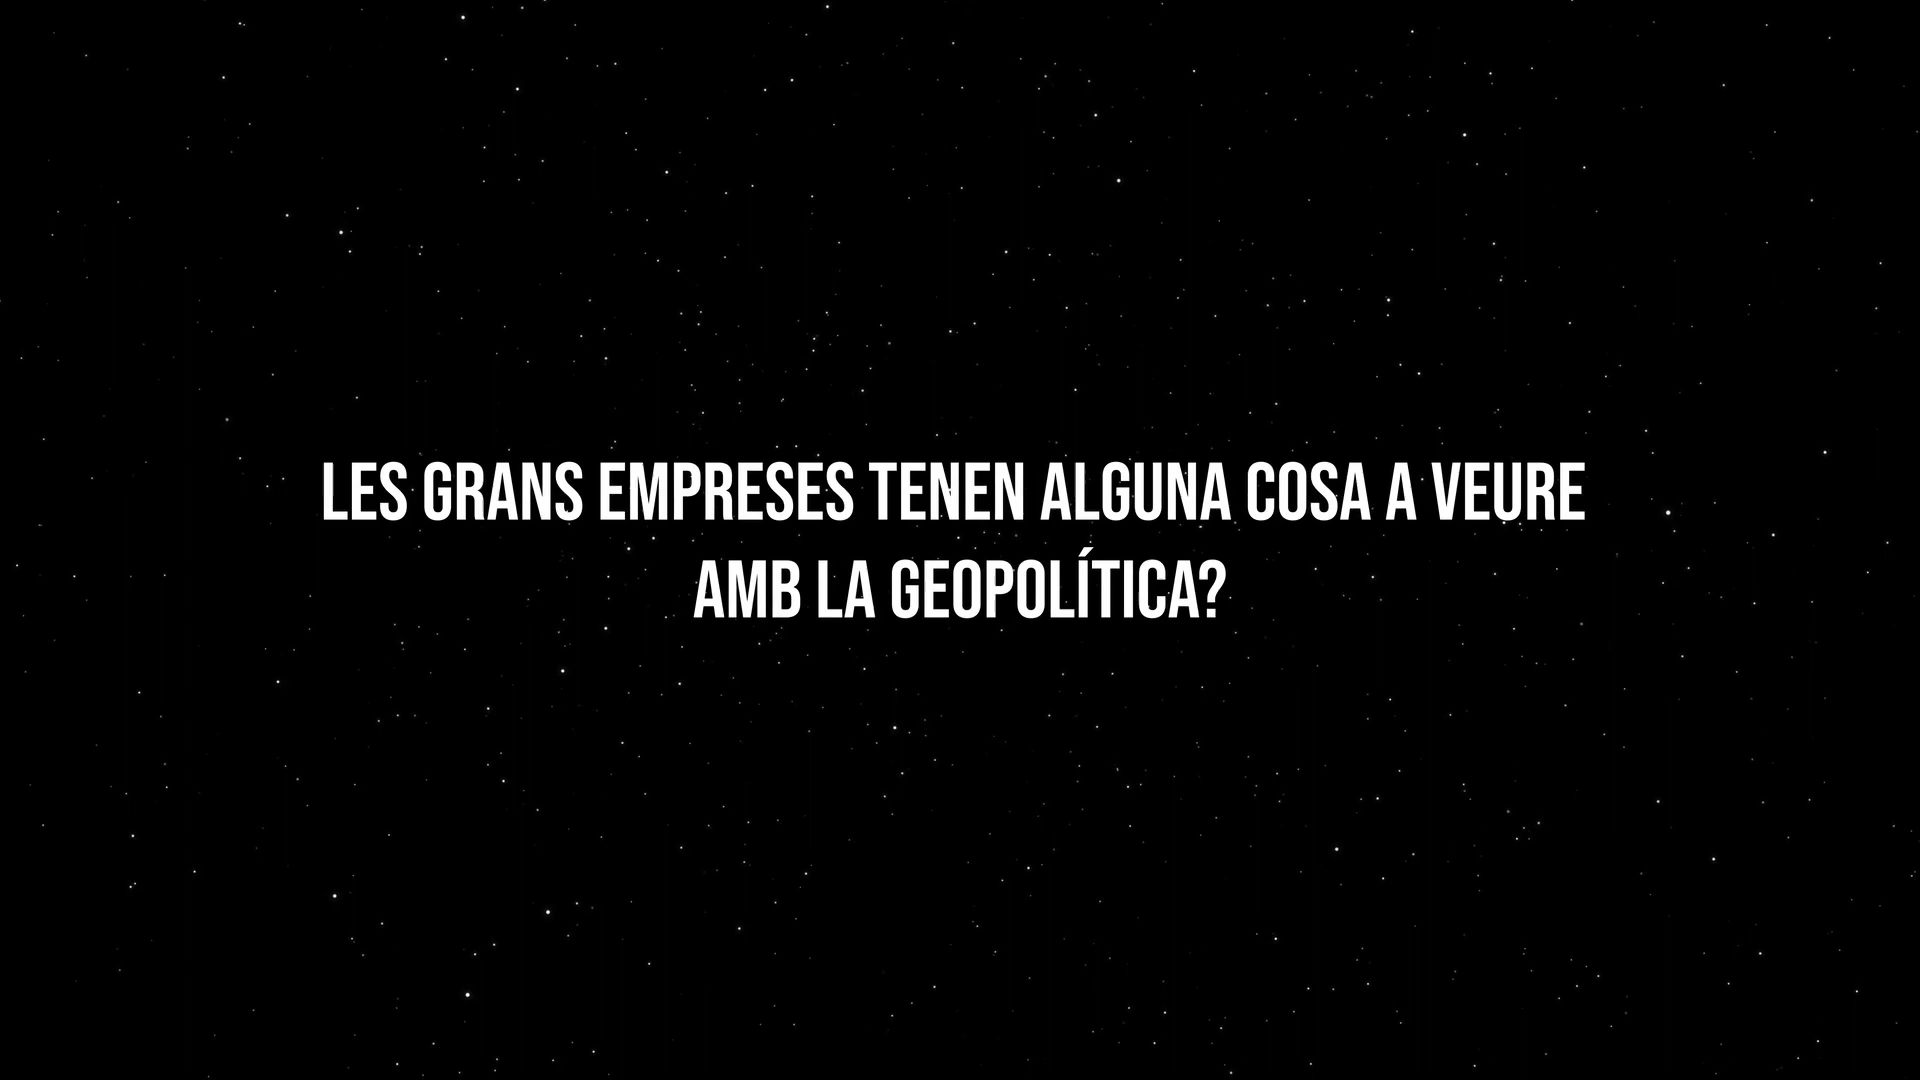 LES GRANS EMPRESES TENEN ALGUNA COSA A VEURE
AMB LA GEOPOLÍTICA?